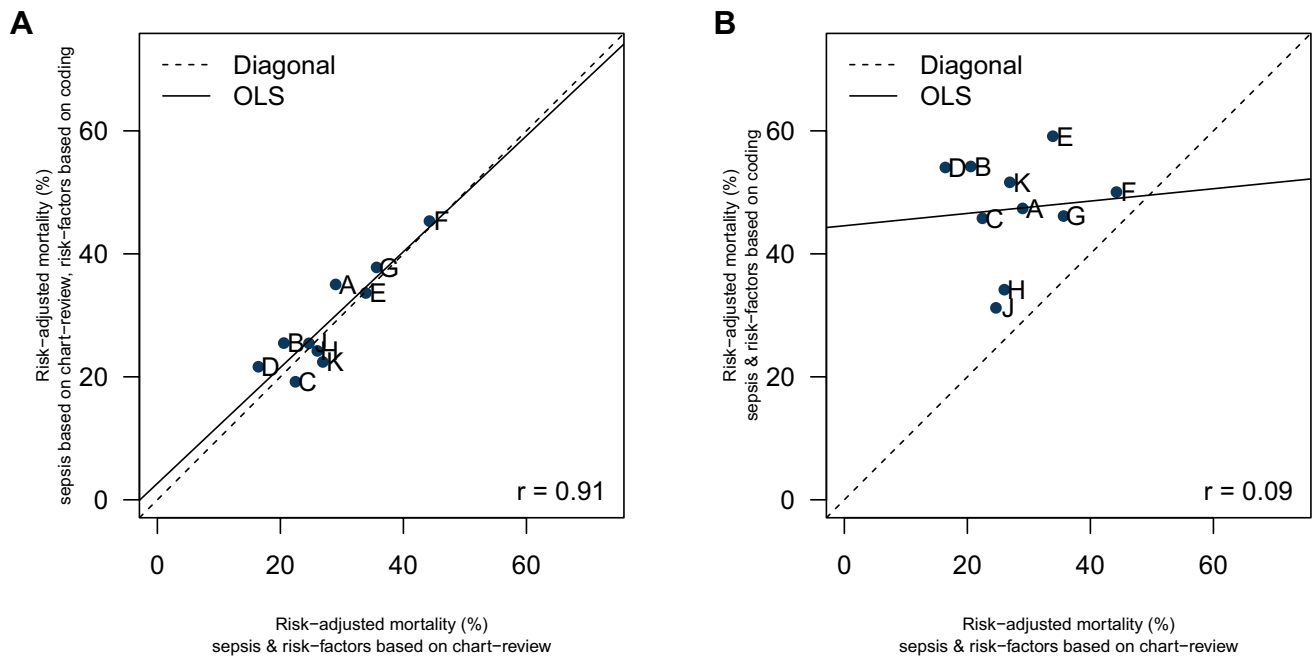 A
Risk−adjusted mortality (%)
sepsis based on chart−review, risk−factors based on coding
Diagonal
OLS
60
40
20
0
F
G
A
E
B
J
H
K
D
C
r = 0.91
0 20 40 60
Risk−adjusted mortality (%)
sepsis & risk−factors based on chart−review
B
Risk−adjusted mortality (%)
sepsis & risk−factors based on coding
Diagonal
OLS
60
40
20
0
E
D B
K
F
A
C G
H
J
r = 0.09
0 20 40 60
Risk−adjusted mortality (%)
sepsis & risk−factors based on chart−review